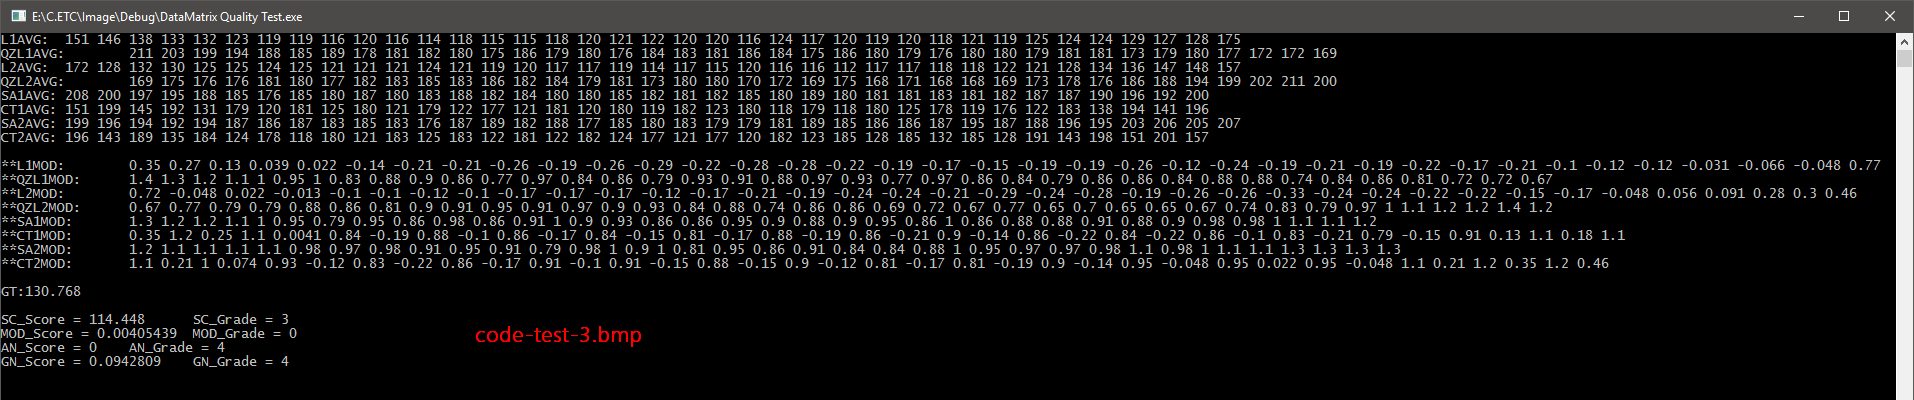 E:\C.ETC\Image\Debug\DataMatrix Quality Test.exe
L1AVG: 151 146 138 133 132 123 119 119 116 120 116 114 118 115 115 118 120 121 122 120 120 116 124 117 120 119 120 118 121 119 125 124 124 129 127 128 175
QZL1AVG: 211 203 199 194 188 185 189 178 181 182 180 175 186 179 180 176 184 183 181 186 184 175 186 180 179 176 180 180 179 181 181 173 179 180 177 172 172 169
L2AVG: 172 128 132 130 125 125 124 125 121 121 121 124 121 119 120 117 117 119 114 117 115 120 116 116 112 117 117 118 118 122 121 128 134 136 147 148 157
QZL2AVG: 169 175 176 176 181 180 177 182 183 185 183 186 182 184 179 181 173 180 180 170 172 169 175 168 171 168 168 169 173 178 176 186 188 194 199 202 211 200
SA1AVG: 208 200 197 195 188 185 176 185 180 187 180 183 188 182 184 180 180 185 182 181 182 185 180 189 180 181 181 183 181 182 187 187 190 196 192 200
CT1AVG: 151 199 145 192 131 179 120 181 125 180 121 179 122 177 121 181 120 180 119 182 123 180 118 179 118 180 125 178 119 176 122 183 138 194 141 196
SA2AVG: 199 196 194 192 194 187 186 187 183 185 183 176 187 189 182 188 177 185 180 183 179 179 181 189 185 186 186 187 195 187 188 196 195 203 206 205 207
CT2AVG: 196 143 189 135 184 124 178 118 180 121 183 125 183 122 181 122 182 124 177 121 177 120 182 123 185 128 185 132 185 128 191 143 198 151 201 157
**L1MOD: 0.35 0.27 0.13 0.039 0.022 -0.14 -0.21 -0.21 -0.26 -0.19 -0.26 -0.29 -0.22 -0.28 -0.28 -0.22 -0.19 -0.17 -0.15 -0.19 -0.19 -0.26 -0.12 -0.24 -0.19 -0.21 -0.19 -0.22 -0.17 -0.21 -0.1 -0.12 -0.12 -0.031 -0.066 -0.048 0.77
**QZL1MOD: 1.4 1.3 1.2 1.1 1 0.95 1 0.83 0.88 0.9 0.86 0.77 0.97 0.84 0.86 0.79 0.93 0.91 0.88 0.97 0.93 0.77 0.97 0.86 0.84 0.79 0.86 0.86 0.84 0.88 0.88 0.74 0.84 0.86 0.81 0.72 0.72 0.67
**L2MOD: 0.72 -0.048 0.022 -0.013 -0.1 -0.1 -0.12 -0.1 -0.17 -0.17 -0.17 -0.12 -0.17 -0.21 -0.19 -0.24 -0.24 -0.21 -0.29 -0.24 -0.28 -0.19 -0.26 -0.26 -0.33 -0.24 -0.24 -0.22 -0.22 -0.15 -0.17 -0.048 0.056 0.091 0.28 0.3 0.46
**QZL2MOD: 0.67 0.77 0.79 0.79 0.88 0.86 0.81 0.9 0.91 0.95 0.91 0.97 0.9 0.93 0.84 0.88 0.74 0.86 0.86 0.69 0.72 0.67 0.77 0.65 0.7 0.65 0.65 0.67 0.74 0.83 0.79 0.97 1 1.1 1.2 1.2 1.4 1.2
**SA1MOD: 1.3 1.2 1.2 1.1 1 0.95 0.79 0.95 0.86 0.98 0.86 0.91 1 0.9 0.93 0.86 0.86 0.95 0.9 0.88 0.9 0.95 0.86 1 0.86 0.88 0.88 0.91 0.88 0.9 0.98 0.98 1 1.1 1.1 1.2
**CT1MOD: 0.35 1.2 0.25 1.1 0.0041 0.84 -0.19 0.88 -0.1 0.86 -0.17 0.84 -0.15 0.81 -0.17 0.88 -0.19 0.86 -0.21 0.9 -0.14 0.86 -0.22 0.84 -0.22 0.86 -0.1 0.83 -0.21 0.79 -0.15 0.91 0.13 1.1 0.18 1.1
**SA2MOD: 1.2 1.1 1.1 1.1 1.1 0.98 0.97 0.98 0.91 0.95 0.91 0.79 0.98 1 0.9 1 0.81 0.95 0.86 0.91 0.84 0.84 0.88 1 0.95 0.97 0.97 0.98 1.1 0.98 1 1.1 1.1 1.3 1.3 1.3 1.3
**CT2MOD: 1.1 0.21 1 0.074 0.93 -0.12 0.83 -0.22 0.86 -0.17 0.91 -0.1 0.91 -0.15 0.88 -0.15 0.9 -0.12 0.81 -0.17 0.81 -0.19 0.9 -0.14 0.95 -0.048 0.95 0.022 0.95 -0.048 1.1 0.21 1.2 0.35 1.2 0.46
GT:130.768
SC_Score = 114.448 SC_Grade = 3
MOD_Score = 0.00405439 MOD_Grade = 0
code-test-3.bmp
AN_Score = 0 AN_Grade = 4
GN_Score = 0.0942809 GN_Grade = 4